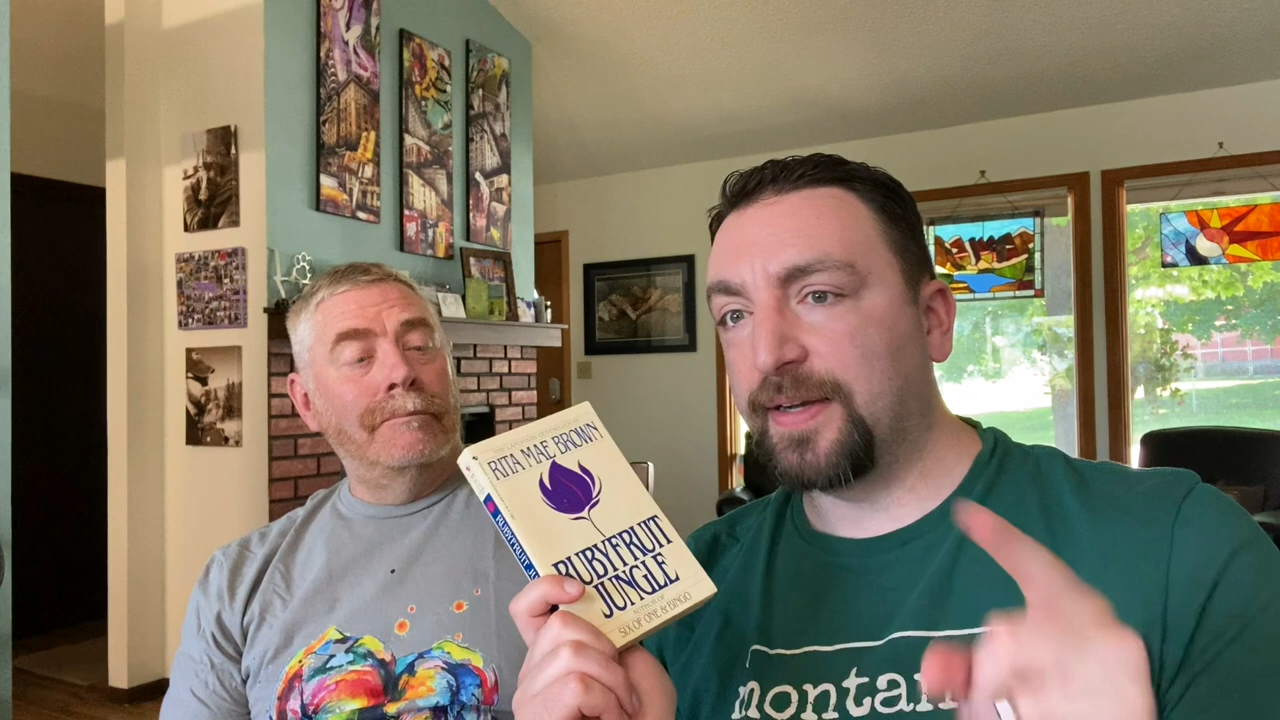 RITA MAE BROWN
RUBYFRUIT
JUNGLE
AUTHOR OF
SIX OF ONE & BINGO
RUBYFRUIT
montan